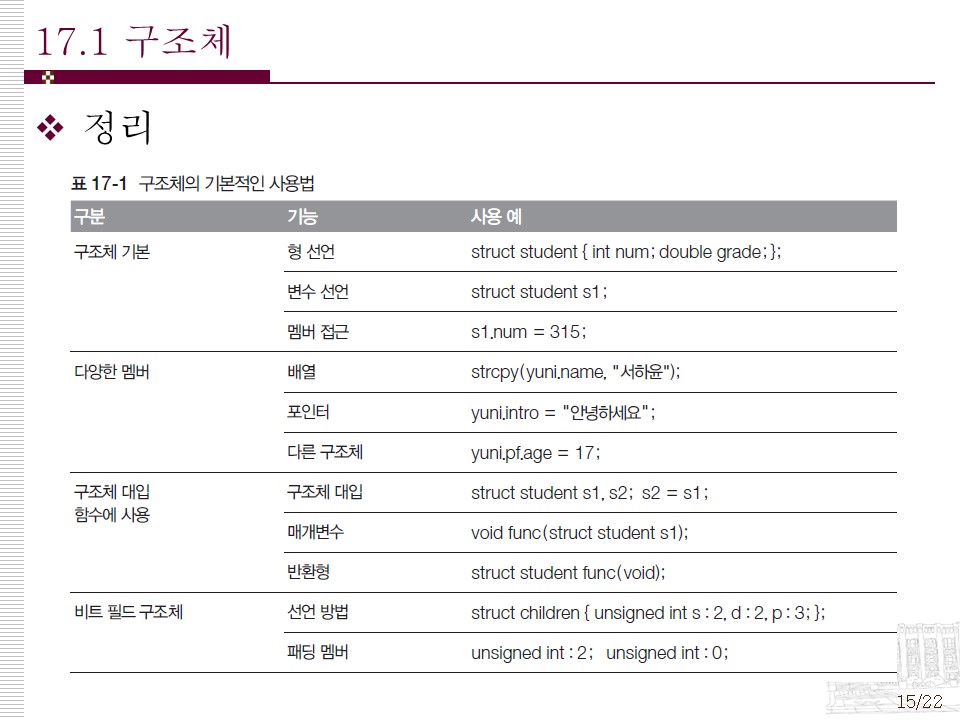 17.1 구조체
정리
표 17-1 구조체의 기본적인 사용법
구분 기능 사용 예
구조체 기본 형 선언 struct student { int num; double grade; };
변수 선언 struct student s1;
멤버 접근 s1.num = 315;
다양한 멤버 배열 strcpy(yuni.name, "서하윤");
포인터 yuni.intro = "안녕하세요";
다른 구조체 yuni.pf.age = 17;
구조체 대입 구조체 대입 struct student s1, s2; s2 = s1;
함수에 사용
매개변수 void func(struct student s1);
반환형 struct student func(void);
비트 필드 구조체 선언 방법 struct children { unsigned int s : 2, d : 2, p : 3; };
패딩 멤버 unsigned int : 2; unsigned int : 0;
15/22